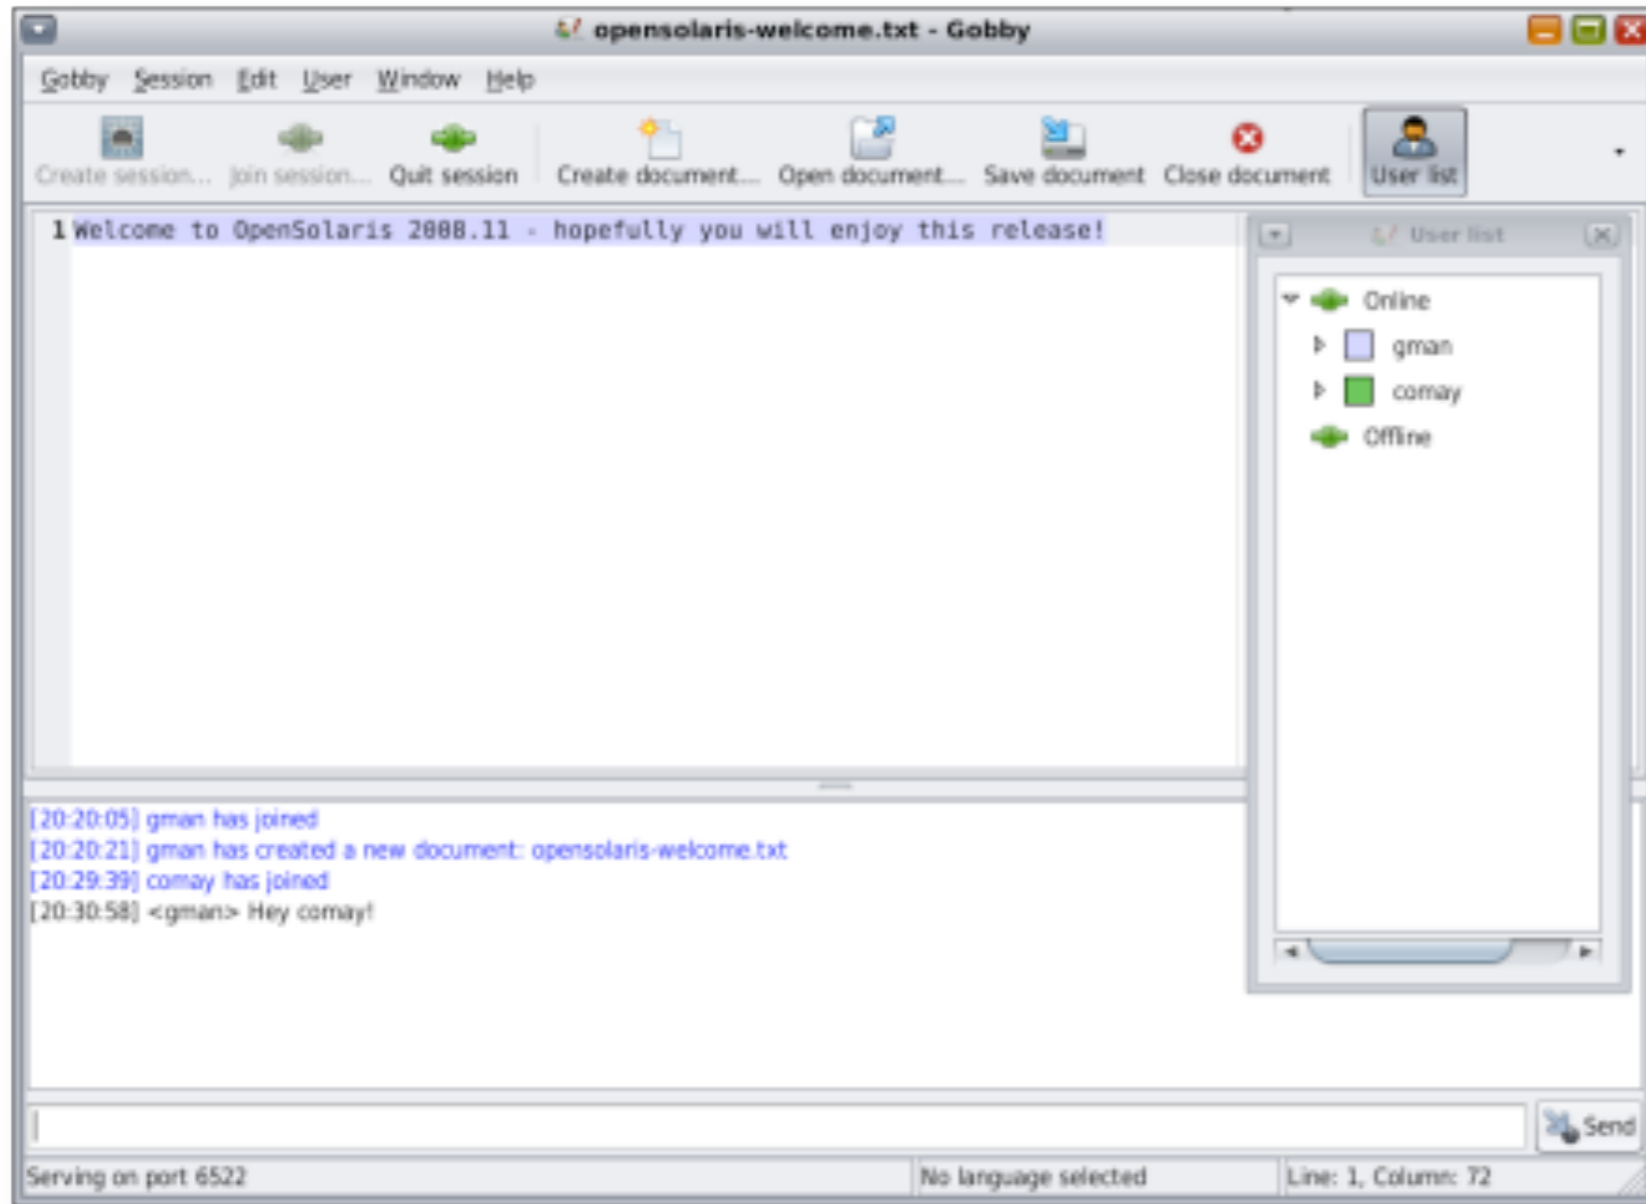 opensolaris-welcome.txt - Gobby
Gobby Session Edit User Window Help
Create session... Join session... Quit session Create document... Open document... Save document Close document User list
1 Welcome to OpenSolaris 2008.11 - hopefully you will enjoy this release!
User list
Online
gman
comay
Offline
[20:20:05] gman has joined
[20:20:21] gman has created a new document: opensolaris-welcome.txt
[20:29:39] comay has joined
[20:30:58] <gman> Hey comay!
Send
Serving on port 6522 No language selected Line: 1, Column: 72